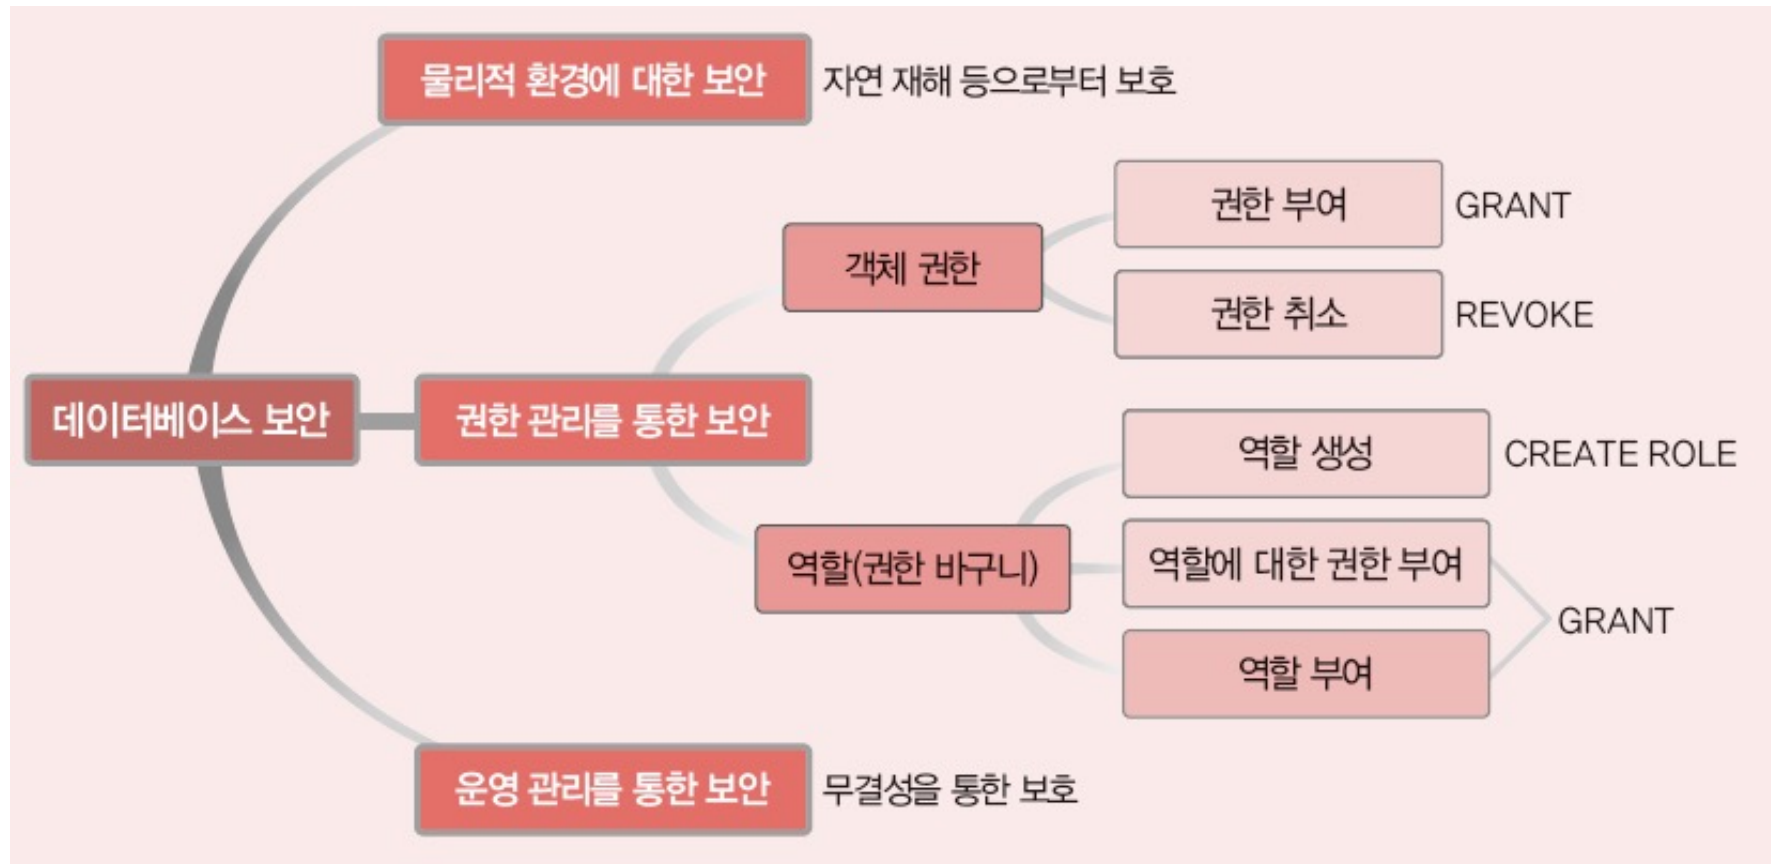 물리적 환경에 대한 보안 자연 재해 등으로부터 보호
권한 부여 GRANT
객체 권한
권한 취소 REVOKE
데이터베이스 보안 권한 관리를 통한 보안
역할 생성 CREATE ROLE
역할(권한 바구니) 역할에 대한 권한 부여
GRANT
역할 부여
운영 관리를 통한 보안 무결성을 통한 보호